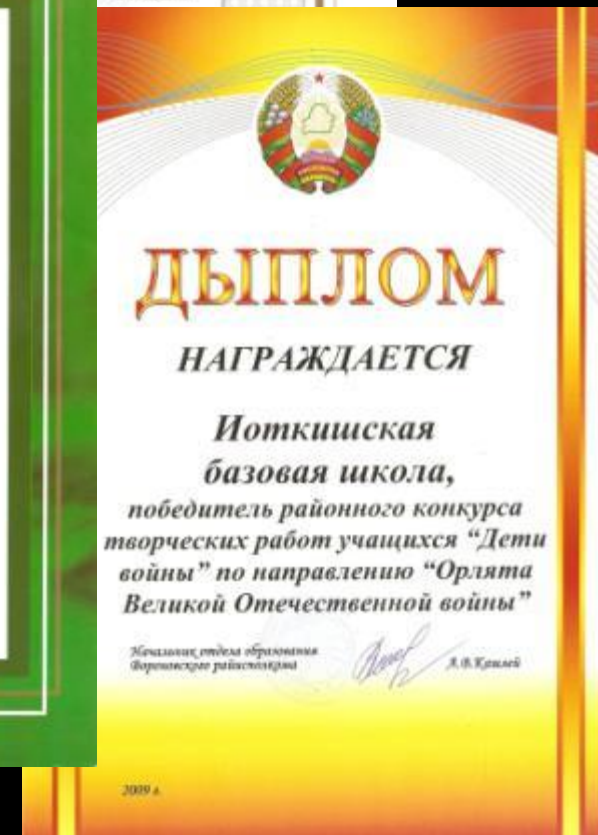 ДЫПЛОМ
НАГРАЖДАЕТСЯ
Иоткишская
базовая школа,
победитель районного конкурса
творческих работ учащихся “Дети
войны” по направлению “Орлята
Великой Отечественной войны”
Начальник отдела образования
Вороновского райисполкома
А.В.Кашлей
2009 г.